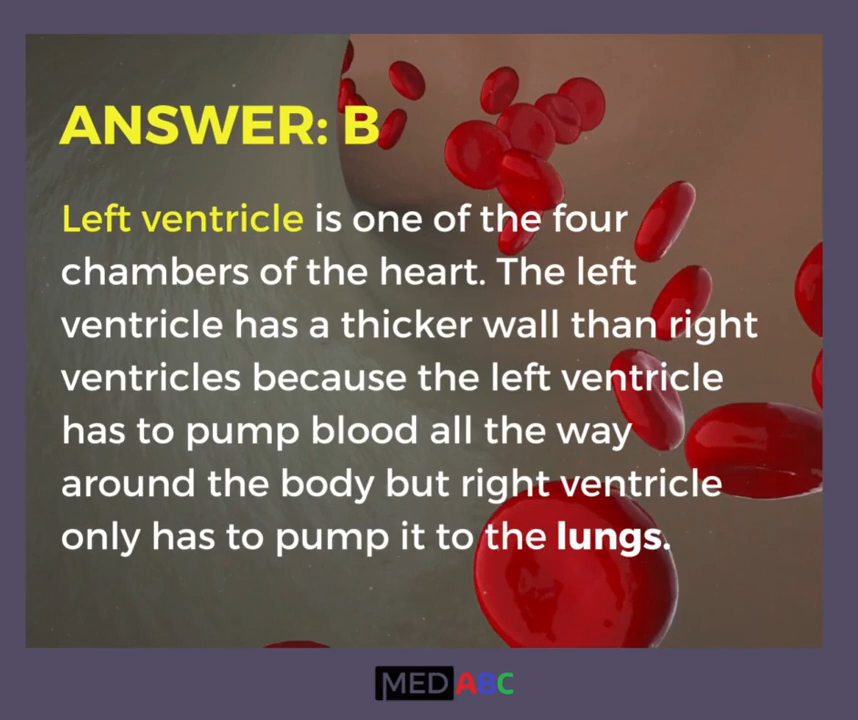 ANSWER: B
Left ventricle is one of the four
chambers of the heart. The left
ventricle has a thicker wall than right
ventricles because the left ventricle
has to pump blood all the way
around the body but right ventricle
only has to pump it to the lungs.
MED ABC